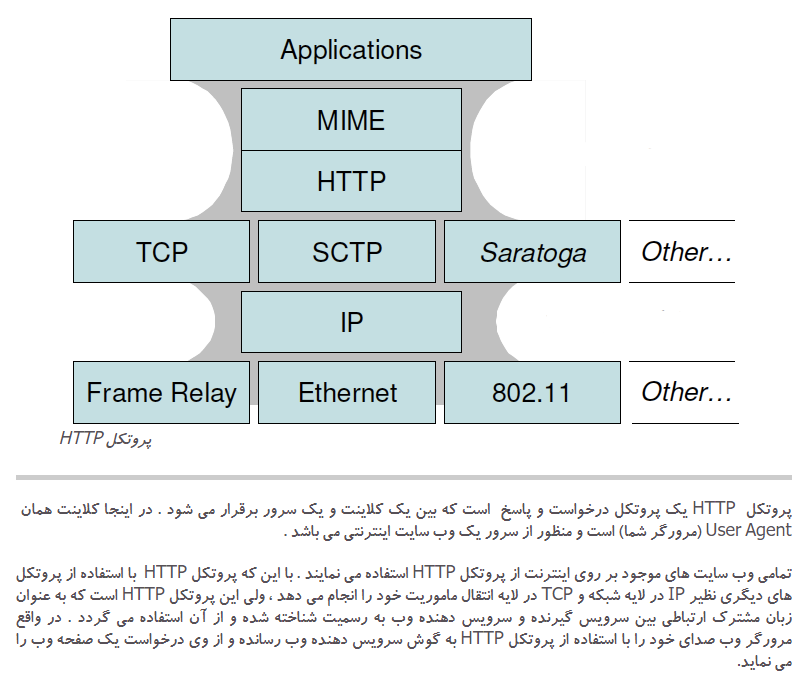 Applications
MIME
HTTP
TCP
SCTP
Saratoga
Other...
IP
Frame Relay
Ethernet
802.11
Other...
پروتکل HTTP
پروتکل HTTP یک پروتکل درخواست و پاسخ است که بین یک کلاینت و یک سرور برقرار می شود . در اینجا کلاینت همان
User Agent (مرورگر شما) است و منظور از سرور یک وب سایت اینترنتی می باشد .
تمامی وب سایت های موجود بر روی اینترنت از پروتکل HTTP استفاده می نمایند . با این که پروتکل HTTP با استفاده از پروتکل
های دیگری نظیر IP در لایه شبکه و TCP در لایه انتقال ماموریت خود را انجام می دهد ، ولی این پروتکل HTTP است که به عنوان
زبان مشترک ارتباطی بین سرویس گیرنده و سرویس دهنده وب به رسمیت شناخته شده و از آن استفاده می گردد . در واقع
مرورگر وب صدای خود را با استفاده از پروتکل HTTP به گوش سرویس دهنده وب رسانده و از وی درخواست یک صفحه وب را
می نماید.